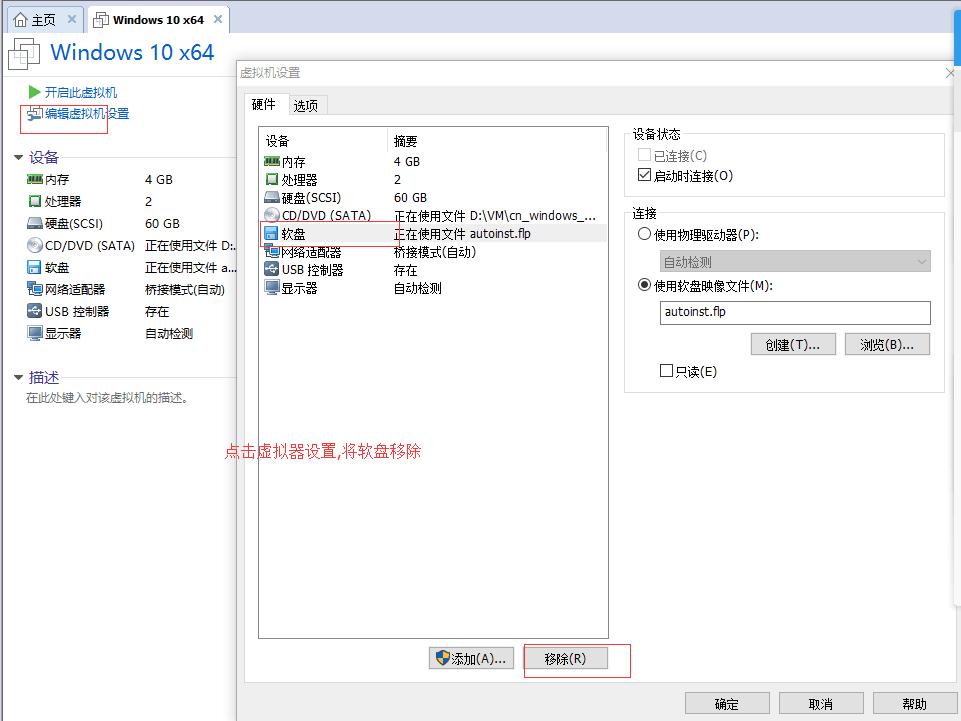 主页
Windows 10 x64
Windows 10 x64
开启此虚拟机
编辑虚拟机设置
设备
内存 4 GB
处理器 2
硬盘(SCSI) 60 GB
CD/DVD (SATA) 正在使用文件 D:...
软盘 正在使用文件 a...
网络适配器 桥接模式(自动)
USB 控制器 存在
显示器 自动检测
描述
在此处键入对该虚拟机的描述。
虚拟机设置
硬件 选项
设备 摘要
内存 4 GB
处理器 2
硬盘(SCSI) 60 GB
CD/DVD (SATA) 正在使用文件 D:\VM\cn_windows_...
软盘 正在使用文件 autoinst.flp
网络适配器 桥接模式(自动)
USB 控制器 存在
显示器 自动检测
点击虚拟器设置,将软盘移除
添加(A)... 移除(R)
设备状态
已连接(C)
启动时连接(O)
连接
使用物理驱动器(P):
自动检测
使用软盘映像文件(M):
autoinst.flp
创建(T)... 浏览(B)...
只读(E)
确定 取消 帮助